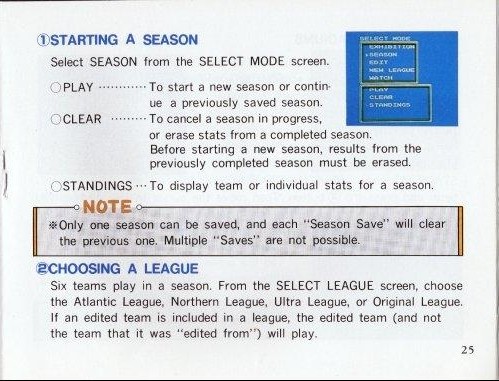 ①STARTING A SEASON
Select SEASON from the SELECT MODE screen.
SELECT MODE
EXHIBITION
SEASON
EDIT
NEW LEAGUE
WATCH
PLAY
CLEAR
STANDINGS
○PLAY ············ To start a new season or contin-
ue a previously saved season.
○CLEAR ········· To cancel a season in progress,
or erase stats from a completed season.
Before starting a new season, results from the
previously completed season must be erased.
○STANDINGS ··· To display team or individual stats for a season.
NOTE
※Only one season can be saved, and each "Season Save" will clear
the previous one. Multiple "Saves" are not possible.
②CHOOSING A LEAGUE
Six teams play in a season. From the SELECT LEAGUE screen, choose
the Atlantic League, Northern League, Ultra League, or Original League.
If an edited team is included in a league, the edited team (and not
the team that it was "edited from") will play.
25